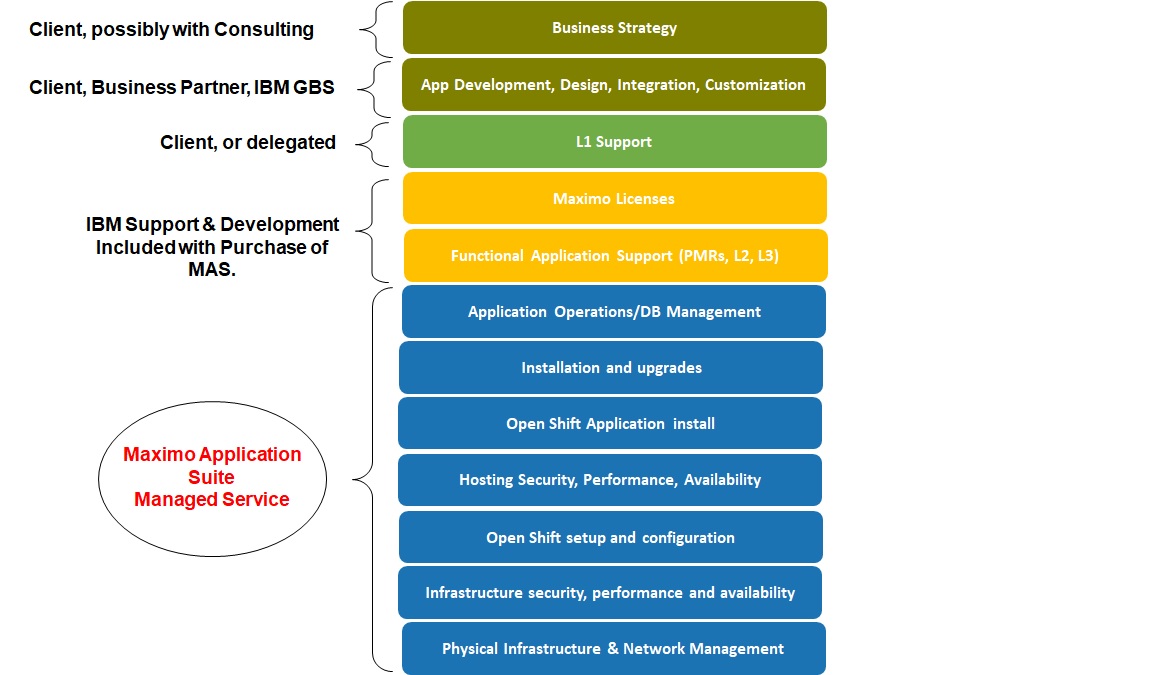 Client, possibly with Consulting
Business Strategy
Client, Business Partner, IBM GBS
App Development, Design, Integration, Customization
Client, or delegated
L1 Support
Maximo Licenses
IBM Support & Development
Included with Purchase of
MAS.
Functional Application Support (PMRs, L2, L3)
Application Operations/DB Management
Installation and upgrades
Open Shift Application install
Maximo Application
Suite
Managed Service
Hosting Security, Performance, Availability
Open Shift setup and configuration
Infrastructure security, performance and availability
Physical Infrastructure & Network Management